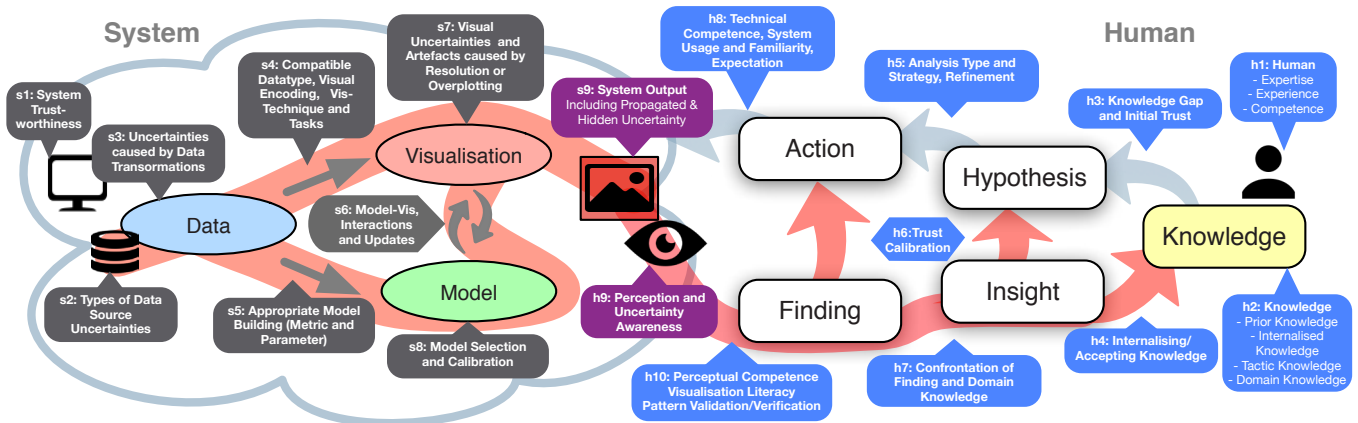 System
Human
s1: System
Trust-
worthiness
s2: Types of Data
Source
Uncertainties
s3: Uncertainties
caused by Data
Transormations
s4: Compatible
Datatype, Visual
Encoding, Vis-
Technique and
Tasks
s5: Appropriate Model
Building (Metric and
Parameter)
s6: Model-Vis,
Interactions
and Updates
s7: Visual
Uncertainties and
Artefacts caused by
Resolution or
Overplotting
s8: Model Selection
and Calibration
s9: System Output
Including Propagated &
Hidden Uncertainty
Data
Visualisation
Model
h9: Perception and
Uncertainty
Awareness
h10: Perceptual Competence
Visualisation Literacy
Pattern Validation/Verification
h8: Technical
Competence, System
Usage and Familiarity,
Expectation
h5: Analysis Type and
Strategy, Refinement
h3: Knowledge Gap
and Initial Trust
h1: Human
- Expertise
- Experience
- Competence
Action
Hypothesis
Knowledge
h6:Trust
Calibration
Finding
Insight
h7: Confrontation of
Finding and Domain
Knowledge
h4: Internalising/
Accepting Knowledge
h2: Knowledge
- Prior Knowledge
- Internalised
Knowledge
- Tactic Knowledge
- Domain Knowledge